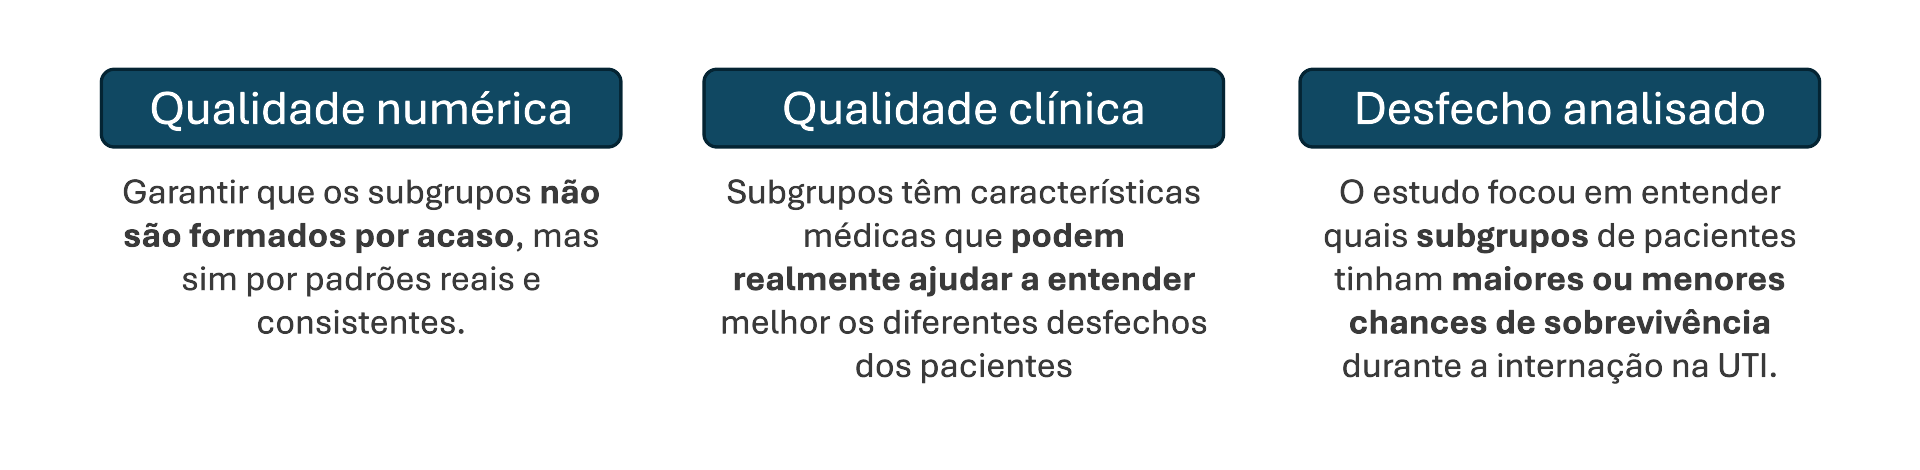 Qualidade numérica
Garantir que os subgrupos não
são formados por acaso, mas
sim por padrões reais e
consistentes.
Qualidade clínica
Subgrupos têm características
médicas que podem
realmente ajudar a entender
melhor os diferentes desfechos
dos pacientes
Desfecho analisado
O estudo focou em entender
quais subgrupos de pacientes
tinham maiores ou menores
chances de sobrevivência
durante a internação na UTI.